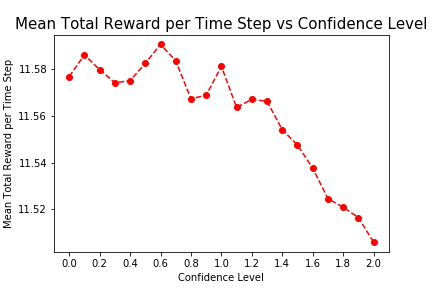 Mean Total Reward per Time Step vs Confidence Level
Mean Total Reward per Time Step
11.58
11.56
11.54
11.52
0.0 0.2 0.4 0.6 0.8 1.0 1.2 1.4 1.6 1.8 2.0
Confidence Level